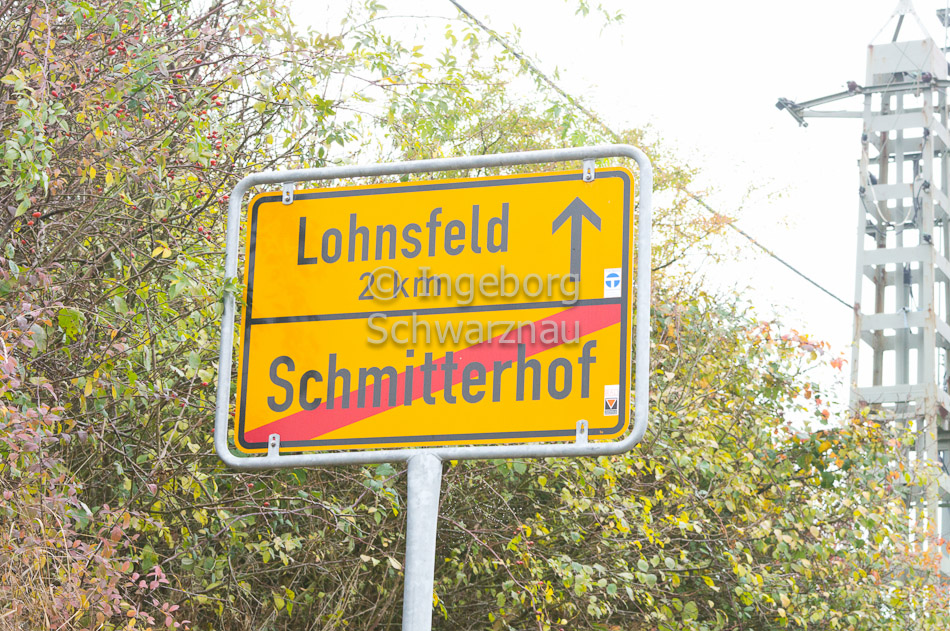 Lohnsfeld
2 km
© Ingeborg
Schwarznau
Schmitterhof